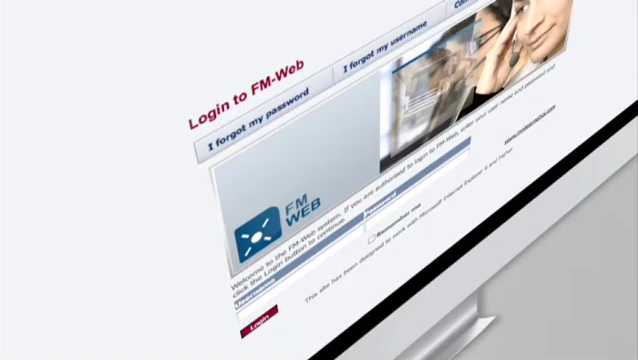 Login to FM-Web
I forgot my password
I forgot my username
FM
WEB
Welcome to the FM-Web system. If you are authorised to login to FM-Web, enter your user name and password and
click the Login button to continue.
Username
Password
Remember me
Login
This site has been designed to work with Microsoft Internet Explorer 6 and higher.